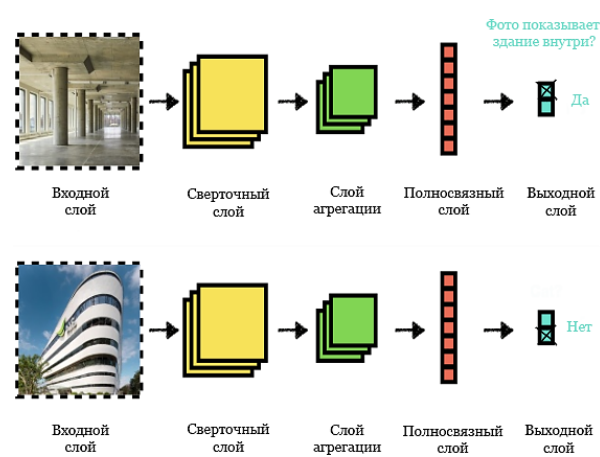 Фото показывает
здание внутри?
Да
Входной
слой
Сверточный
слой
Слой
агрегации
Полносвязный
слой
Выходной
слой
Нет
Входной
слой
Сверточный
слой
Слой
агрегации
Полносвязный
слой
Выходной
слой